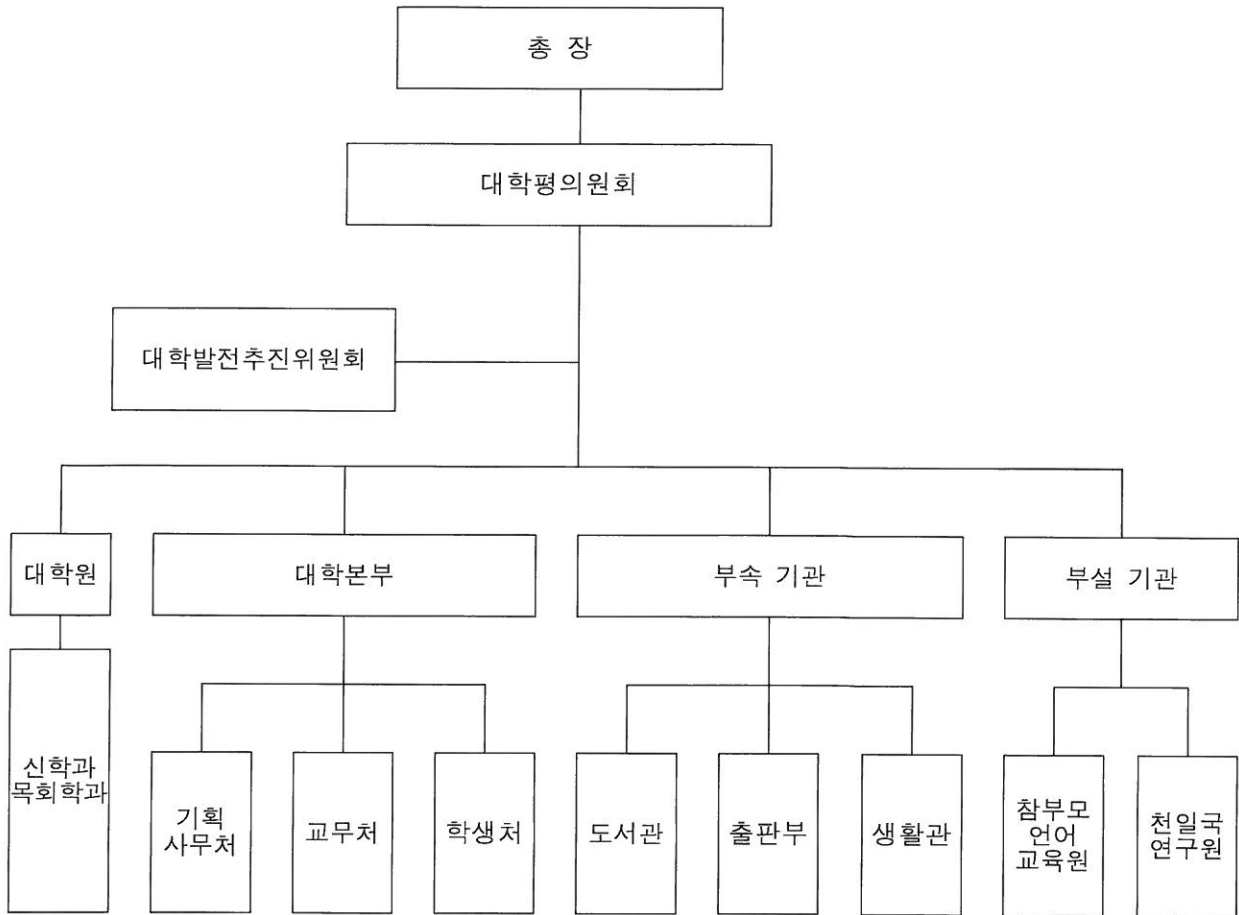 총 장
대학평의원회
대학발전추진위원회
대학원
대학본부
부속 기관
부설 기관
신학과
목회학과
기획
사무처
교무처
학생처
도서관
출판부
생활관
참부모
언어
교육원
천일국
연구원